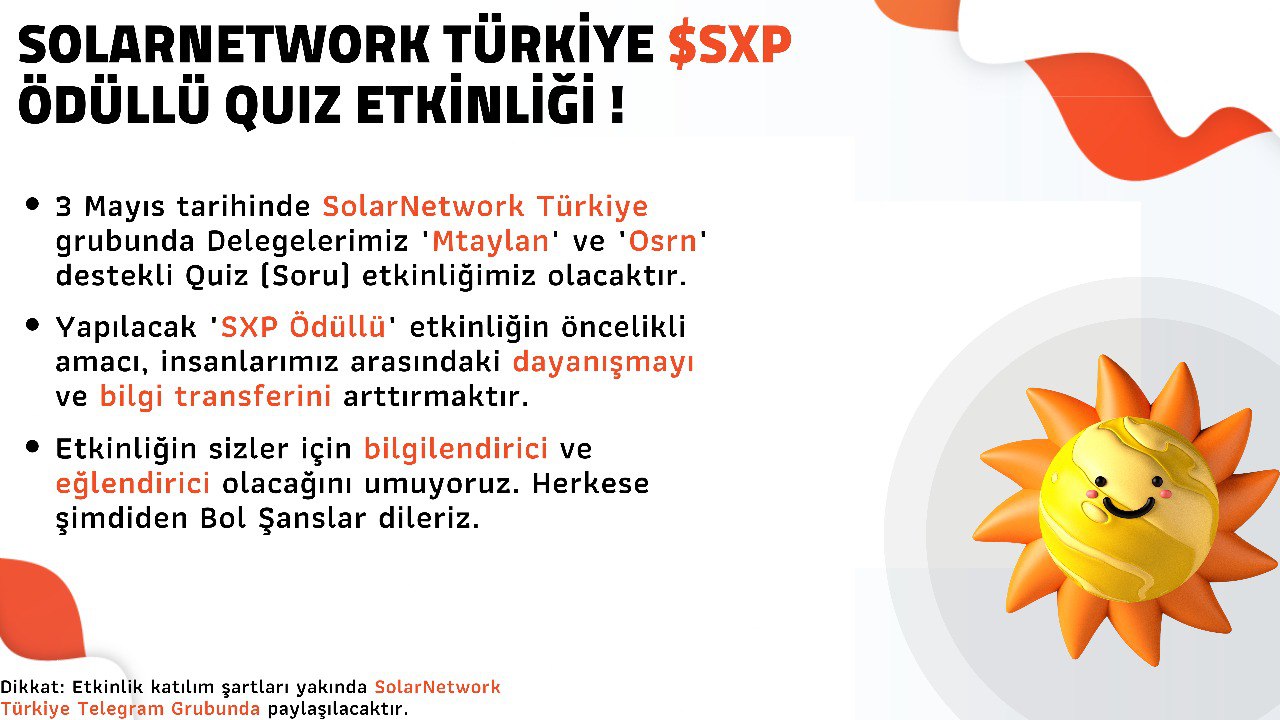 SOLARNETWORK TÜRKİYE $SXP
ÖDÜLLÜ QUIZ ETKİNLİĞİ !
• 3 Mayıs tarihinde SolarNetwork Türkiye
grubunda Delegelerimiz 'Mtaylan' ve 'Osrn'
destekli Quiz (Soru) etkinliğimiz olacaktır.
• Yapılacak 'SXP Ödüllü' etkinliğin öncelikli
amacı, insanlarımız arasındaki dayanışmayı
ve bilgi transferini arttırmaktır.
• Etkinliğin sizler için bilgilendirici ve
eğlendirici olacağını umuyoruz. Herkese
şimdiden Bol Şanslar dileriz.
Dikkat: Etkinlik katılım şartları yakında SolarNetwork
Türkiye Telegram Grubunda paylaşılacaktır.